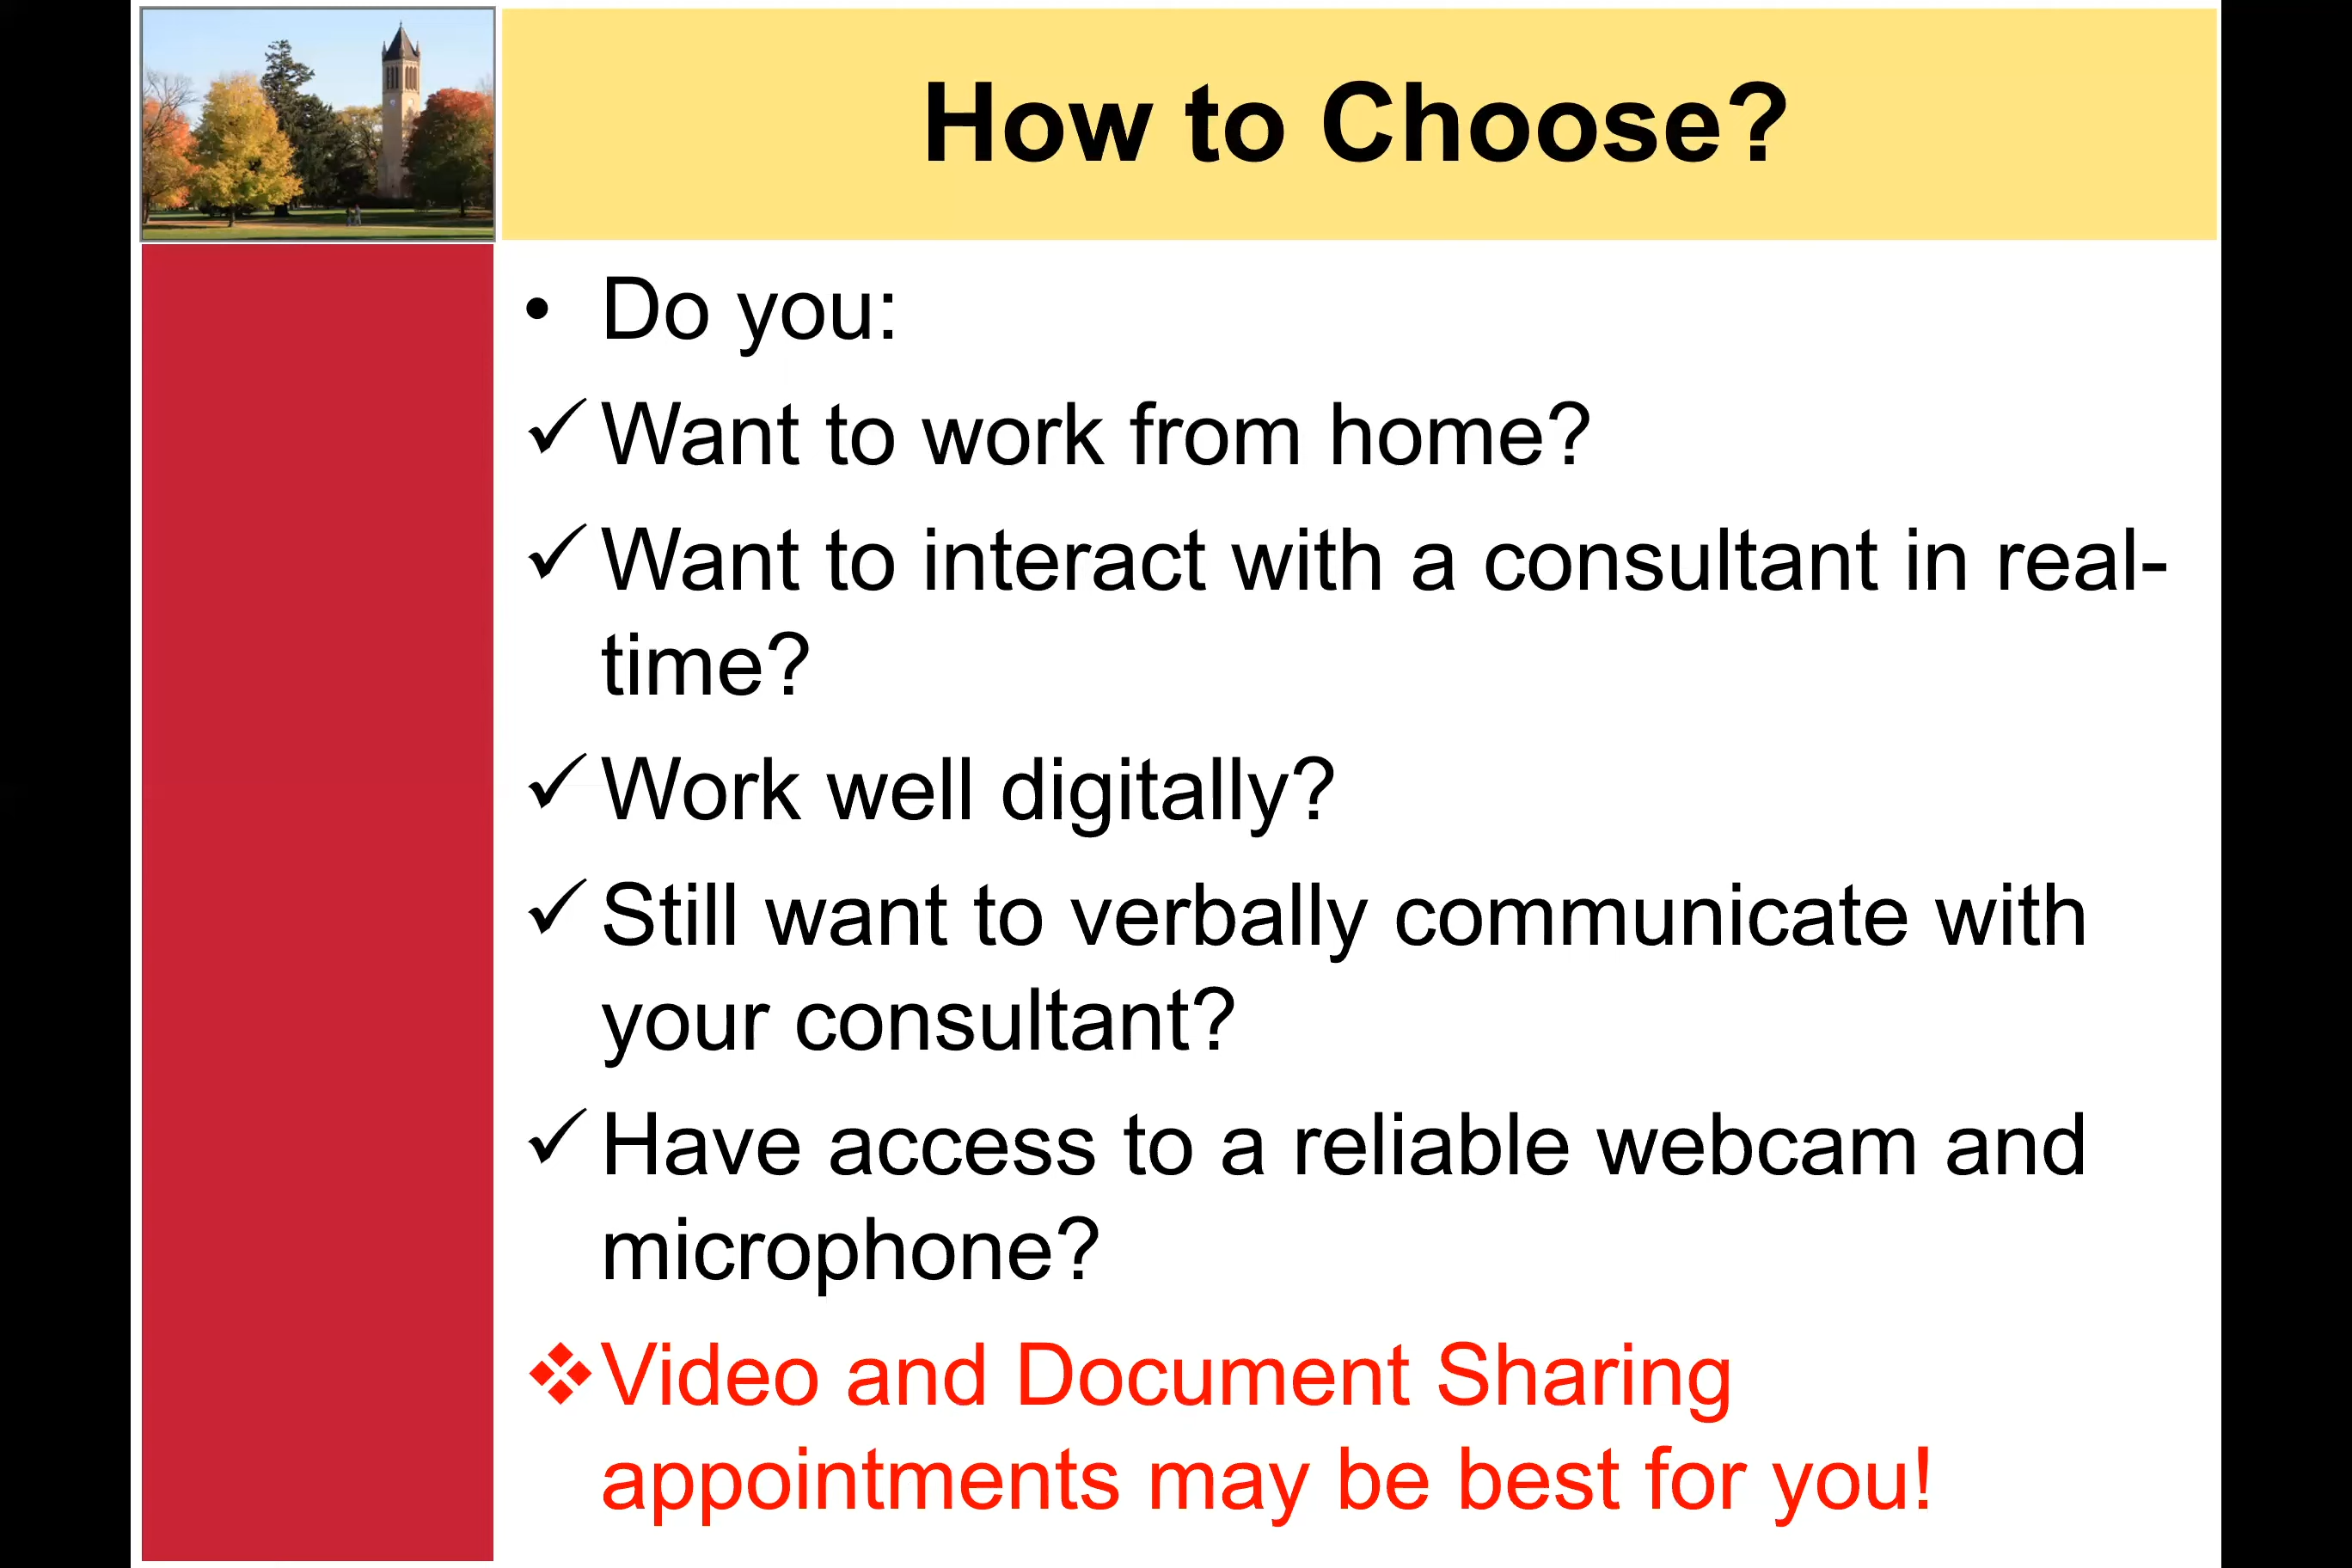 How to Choose?
• Do you:
✓ Want to work from home?
✓ Want to interact with a consultant in real-
time?
✓ Work well digitally?
✓ Still want to verbally communicate with
your consultant?
✓ Have access to a reliable webcam and
microphone?
❖ Video and Document Sharing
appointments may be best for you!